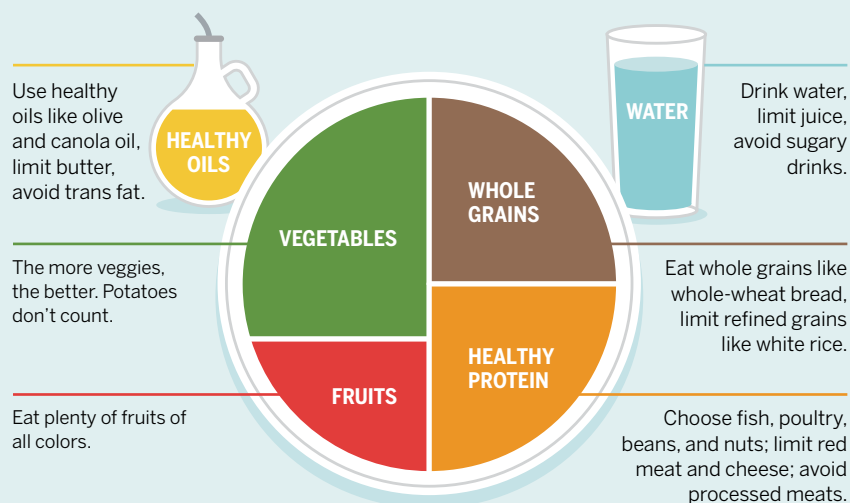 Use healthy
oils like olive
and canola oil,
limit butter,
avoid trans fat.
HEALTHY
OILS
WATER
Drink water,
limit juice,
avoid sugary
drinks.
VEGETABLES
WHOLE
GRAINS
The more veggies,
the better. Potatoes
don’t count.
Eat whole grains like
whole-wheat bread,
limit refined grains
like white rice.
FRUITS
HEALTHY
PROTEIN
Eat plenty of fruits of
all colors.
Choose fish, poultry,
beans, and nuts; limit red
meat and cheese; avoid
processed meats.